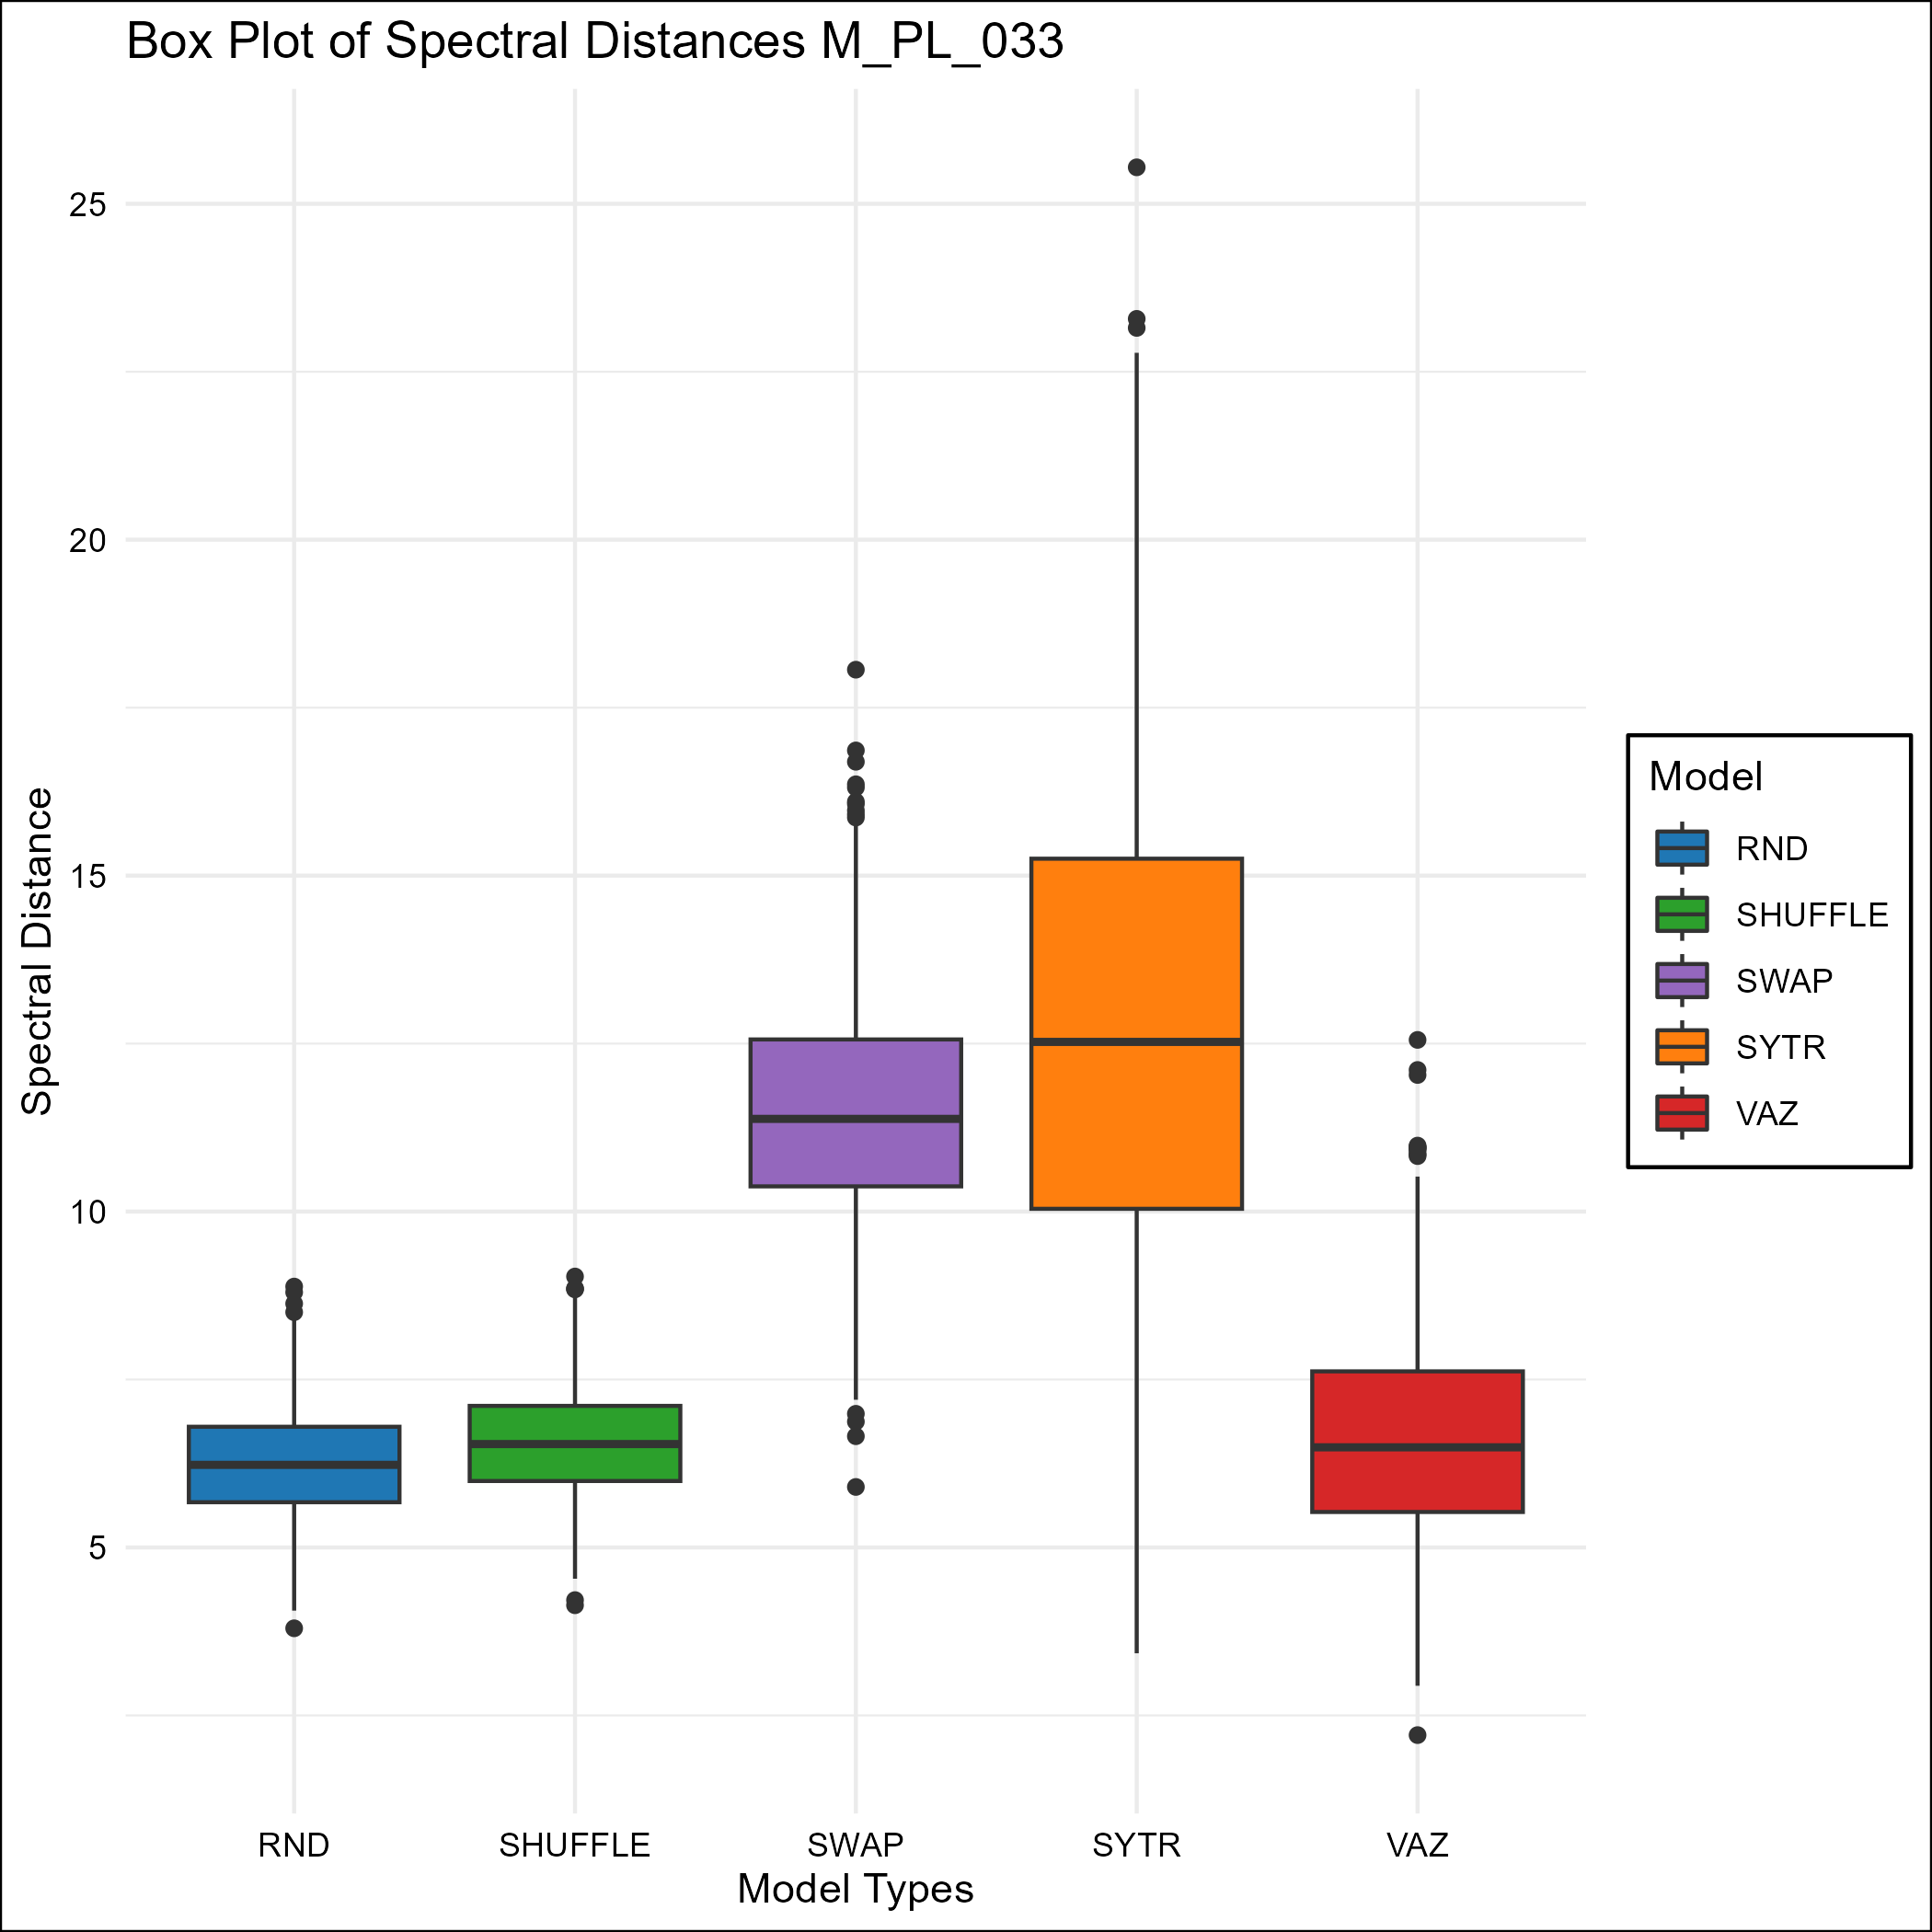 Box Plot of Spectral Distances M_PL_033
Spectral Distance
25
20
15
10
5
RND
SHUFFLE
SWAP
SYTR
VAZ
Model Types
Model
RND
SHUFFLE
SWAP
SYTR
VAZ